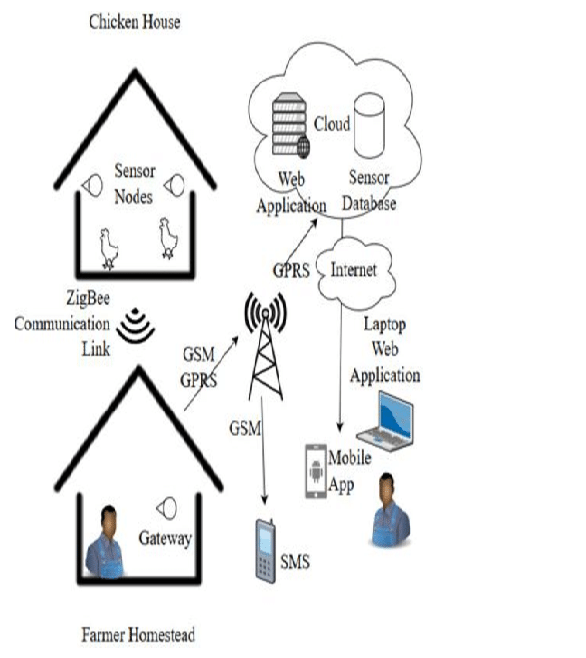 Chicken House
Sensor
Nodes
Cloud
Web
Application
Sensor
Database
GPRS
Internet
ZigBee
Communication
Link
GSM
GPRS
Laptop
Web
Application
GSM
Mobile
App
Gateway
SMS
Farmer Homestead